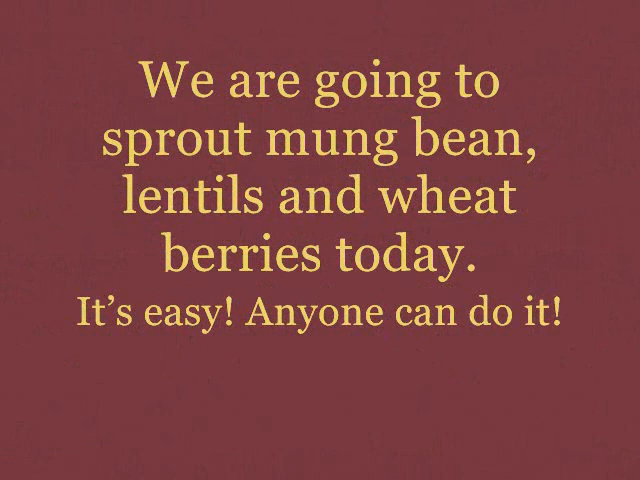 We are going to
sprout mung bean,
lentils and wheat
berries today.
It’s easy! Anyone can do it!